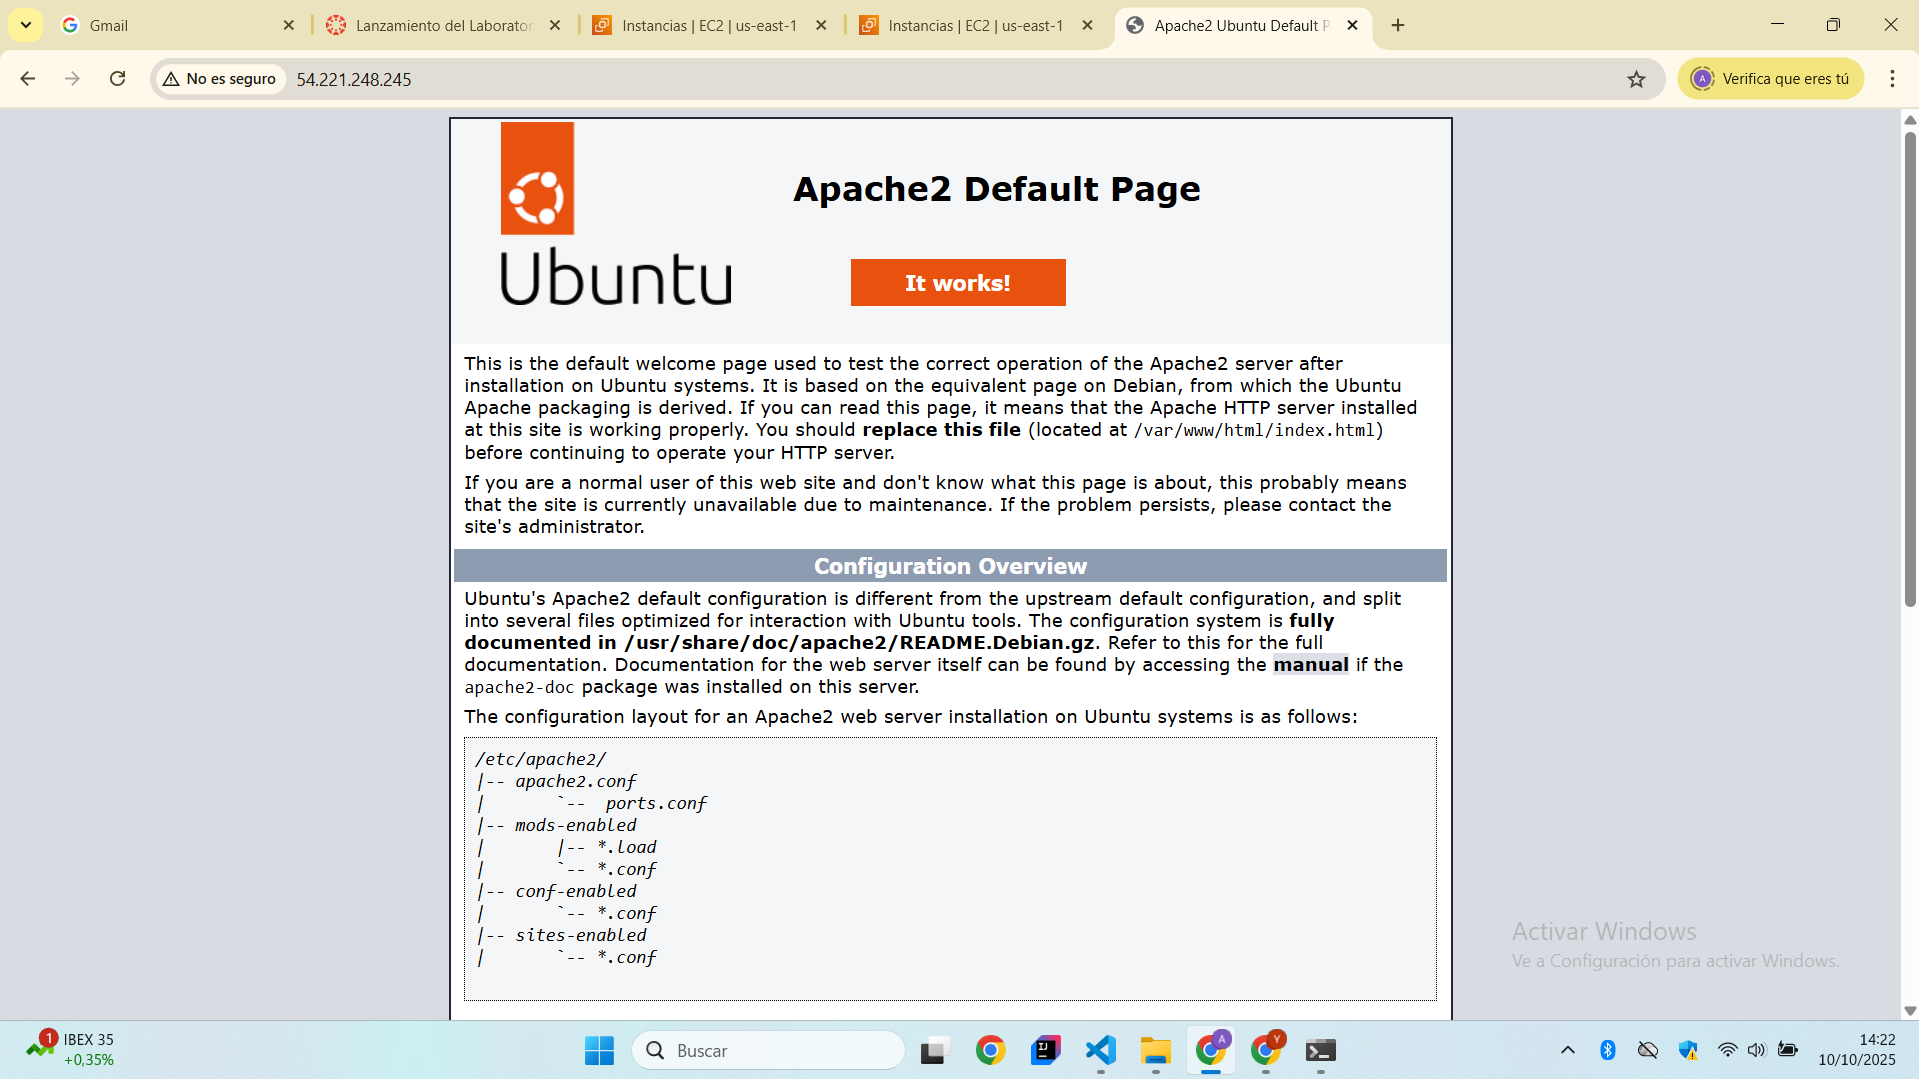 Gmail
Lanzamiento del Laborator
Instancias | EC2 | us-east-1
Instancias | EC2 | us-east-1
Apache2 Ubuntu Default P
No es seguro
54.221.248.245
A
Verifica que eres tú
Ubuntu
Apache2 Default Page
It works!
This is the default welcome page used to test the correct operation of the Apache2 server after
installation on Ubuntu systems. It is based on the equivalent page on Debian, from which the Ubuntu
Apache packaging is derived. If you can read this page, it means that the Apache HTTP server installed
at this site is working properly. You should replace this file (located at /var/www/html/index.html)
before continuing to operate your HTTP server.
If you are a normal user of this web site and don't know what this page is about, this probably means
that the site is currently unavailable due to maintenance. If the problem persists, please contact the
site's administrator.
Configuration Overview
Ubuntu's Apache2 default configuration is different from the upstream default configuration, and split
into several files optimized for interaction with Ubuntu tools. The configuration system is fully
documented in /usr/share/doc/apache2/README.Debian.gz. Refer to this for the full
documentation. Documentation for the web server itself can be found by accessing the manual if the
apache2-doc package was installed on this server.
The configuration layout for an Apache2 web server installation on Ubuntu systems is as follows:
/etc/apache2/
|-- apache2.conf
|       `--  ports.conf
|-- mods-enabled
|       |-- *.load
|       `-- *.conf
|-- conf-enabled
|       `-- *.conf
|-- sites-enabled
|       `-- *.conf
Activar Windows
Ve a Configuración para activar Windows.
1
IBEX 35
+0,35%
Buscar
IJ
A
Y
14:22
10/10/2025